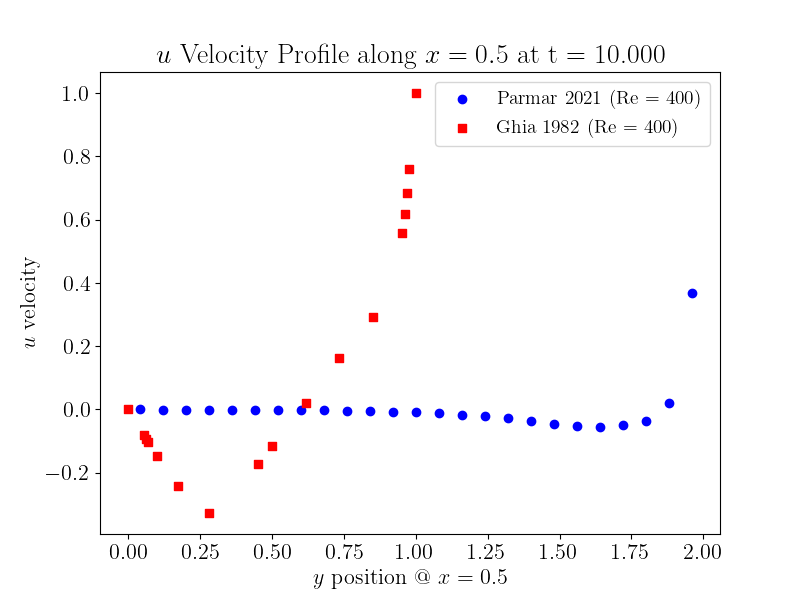 u Velocity Profile along x = 0.5 at t = 10.000
Parmar 2021 (Re = 400)
Ghia 1982 (Re = 400)
1.0
0.8
0.6
0.4
0.2
0.0
−0.2
u velocity
0.00 0.25 0.50 0.75 1.00 1.25 1.50 1.75 2.00
y position @ x = 0.5